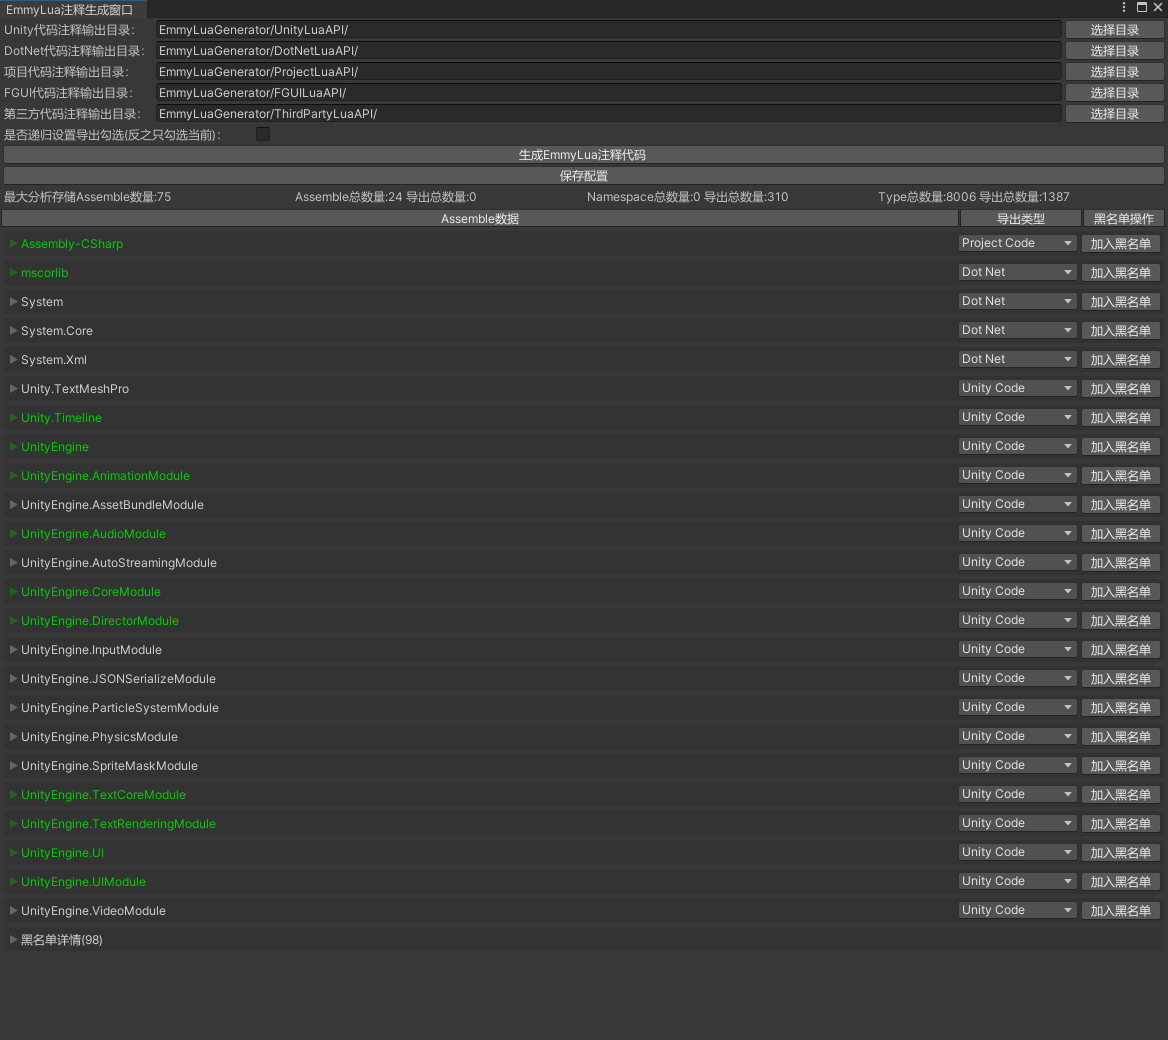 EmmyLua注释生成窗口
Unity代码注释输出目录: EmmyLuaGenerator/UnityLuaAPI/ 选择目录
DotNet代码注释输出目录: EmmyLuaGenerator/DotNetLuaAPI/ 选择目录
项目代码注释输出目录: EmmyLuaGenerator/ProjectLuaAPI/ 选择目录
FGUI代码注释输出目录: EmmyLuaGenerator/FGUILuaAPI/ 选择目录
第三方代码注释输出目录: EmmyLuaGenerator/ThirdPartyLuaAPI/ 选择目录
是否递归设置导出勾选(反之只勾选当前):
生成EmmyLua注释代码
保存配置
最大分析存储Assemble数量:75 Assemble总数量:24 导出总数量:0 Namespace总数量:0 导出总数量:310 Type总数量:8006 导出总数量:1387
Assemble数据 导出类型 黑名单操作
Assembly-CSharp Project Code 加入黑名单
mscorlib Dot Net 加入黑名单
System Dot Net 加入黑名单
System.Core Dot Net 加入黑名单
System.Xml Dot Net 加入黑名单
Unity.TextMeshPro Unity Code 加入黑名单
Unity.Timeline Unity Code 加入黑名单
UnityEngine Unity Code 加入黑名单
UnityEngine.AnimationModule Unity Code 加入黑名单
UnityEngine.AssetBundleModule Unity Code 加入黑名单
UnityEngine.AudioModule Unity Code 加入黑名单
UnityEngine.AutoStreamingModule Unity Code 加入黑名单
UnityEngine.CoreModule Unity Code 加入黑名单
UnityEngine.DirectorModule Unity Code 加入黑名单
UnityEngine.InputModule Unity Code 加入黑名单
UnityEngine.JSONSerializeModule Unity Code 加入黑名单
UnityEngine.ParticleSystemModule Unity Code 加入黑名单
UnityEngine.PhysicsModule Unity Code 加入黑名单
UnityEngine.SpriteMaskModule Unity Code 加入黑名单
UnityEngine.TextCoreModule Unity Code 加入黑名单
UnityEngine.TextRenderingModule Unity Code 加入黑名单
UnityEngine.UI Unity Code 加入黑名单
UnityEngine.UIModule Unity Code 加入黑名单
UnityEngine.VideoModule Unity Code 加入黑名单
黑名单详情(98)